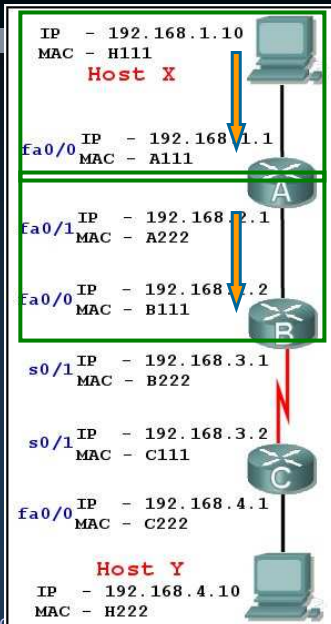 IP - 192.168.1.10
MAC - H111
Host X
fa0/0 IP - 192.168.1.1
MAC - A111
A
fa0/1 IP - 192.168.2.1
MAC - A222
fa0/0 IP - 192.168. .2
MAC - B111
B
s0/1 IP - 192.168.3.1
MAC - B222
s0/1 IP - 192.168.3.2
MAC - C111
C
fa0/0 IP - 192.168.4.1
MAC - C222
Host Y
IP - 192.168.4.10
MAC - H222